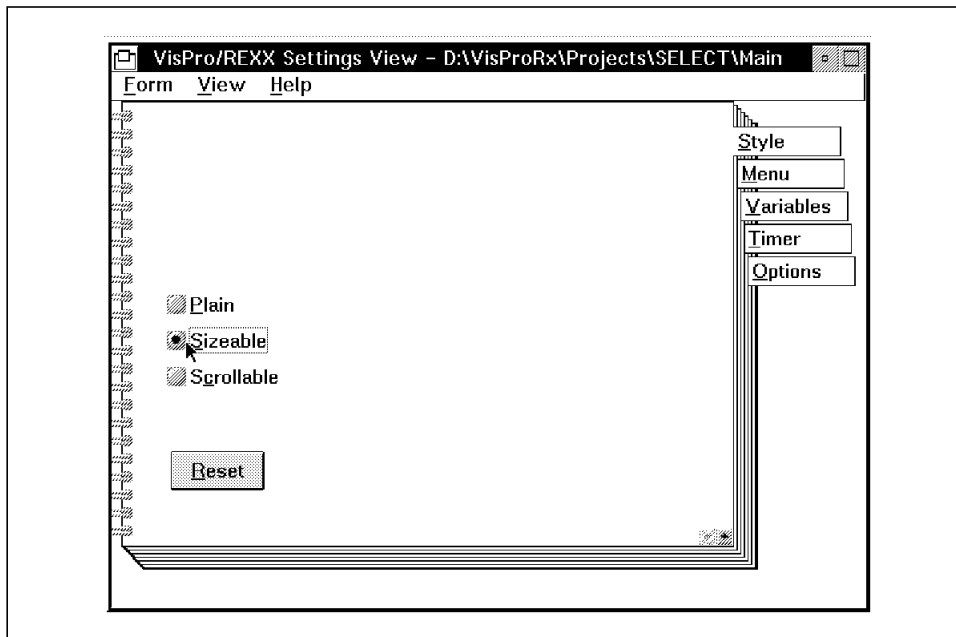 VisPro/REXX Settings View – D:\VisProRx\Projects\SELECT\Main
Form View Help
Style
Menu
Variables
Timer
Options
Plain
Sizeable
Scrollable
Reset